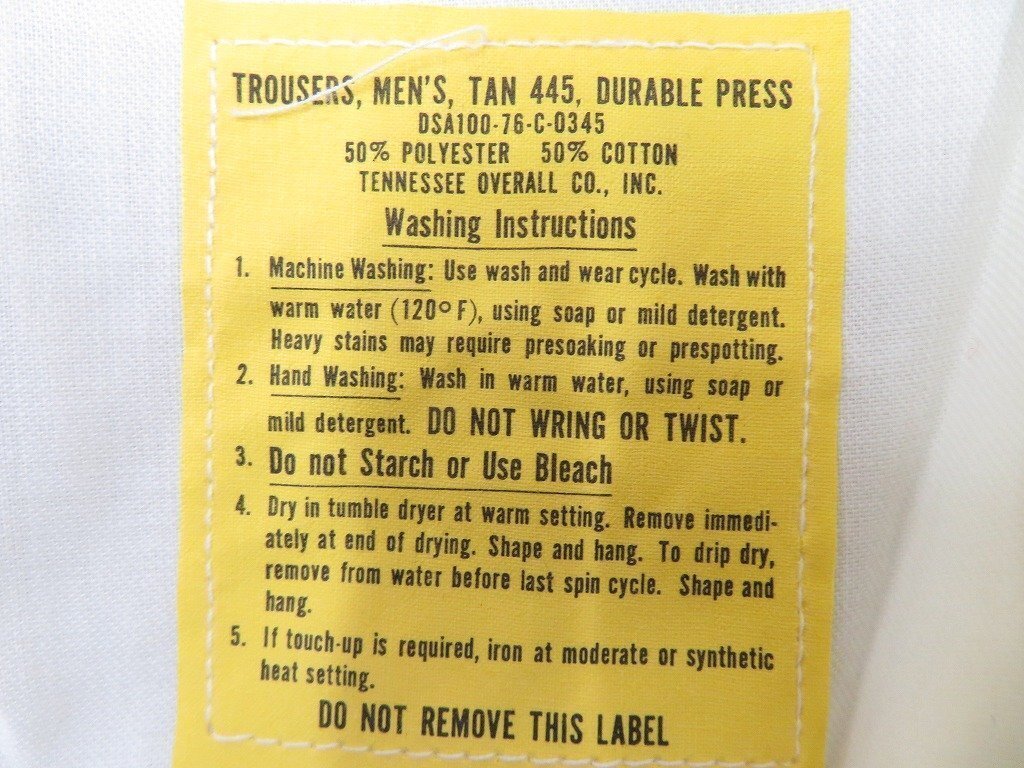 TROUSERS, MEN'S, TAN 445, DURABLE PRESS
DSA100-76-C-0345
50% POLYESTER 50% COTTON
TENNESSEE OVERALL CO., INC.
Washing Instructions
1. Machine Washing: Use wash and wear cycle. Wash with
warm water (120° F), using soap or mild detergent.
Heavy stains may require presoaking or prespotting.
2. Hand Washing: Wash in warm water, using soap or
mild detergent. DO NOT WRING OR TWIST.
3. Do not Starch or Use Bleach
4. Dry in tumble dryer at warm setting. Remove immedi-
ately at end of drying. Shape and hang. To drip dry,
remove from water before last spin cycle. Shape and
hang.
5. If touch-up is required, iron at moderate or synthetic
heat setting.
DO NOT REMOVE THIS LABEL